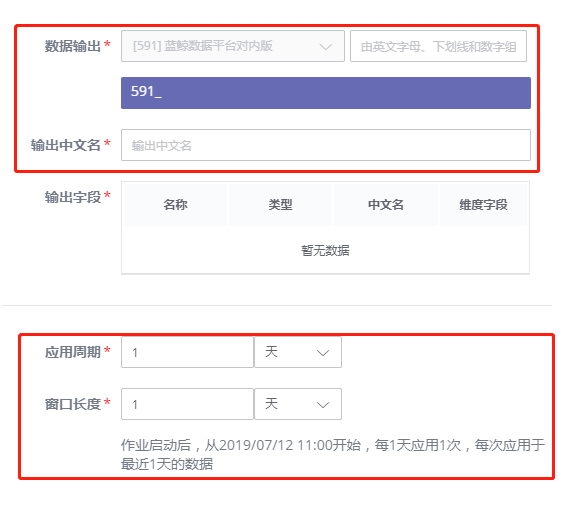 数据输出 * [591] 蓝鲸数据平台对内版 由英文字母、下划线和数字组
591_
输出中文名 * 输出中文名
输出字段 * 名称 类型 中文名 维度字段
暂无数据
应用周期 * 1 天
窗口长度 * 1 天
作业启动后，从2019/07/12 11:00开始，每1天应用1次，每次应用于
最近1天的数据